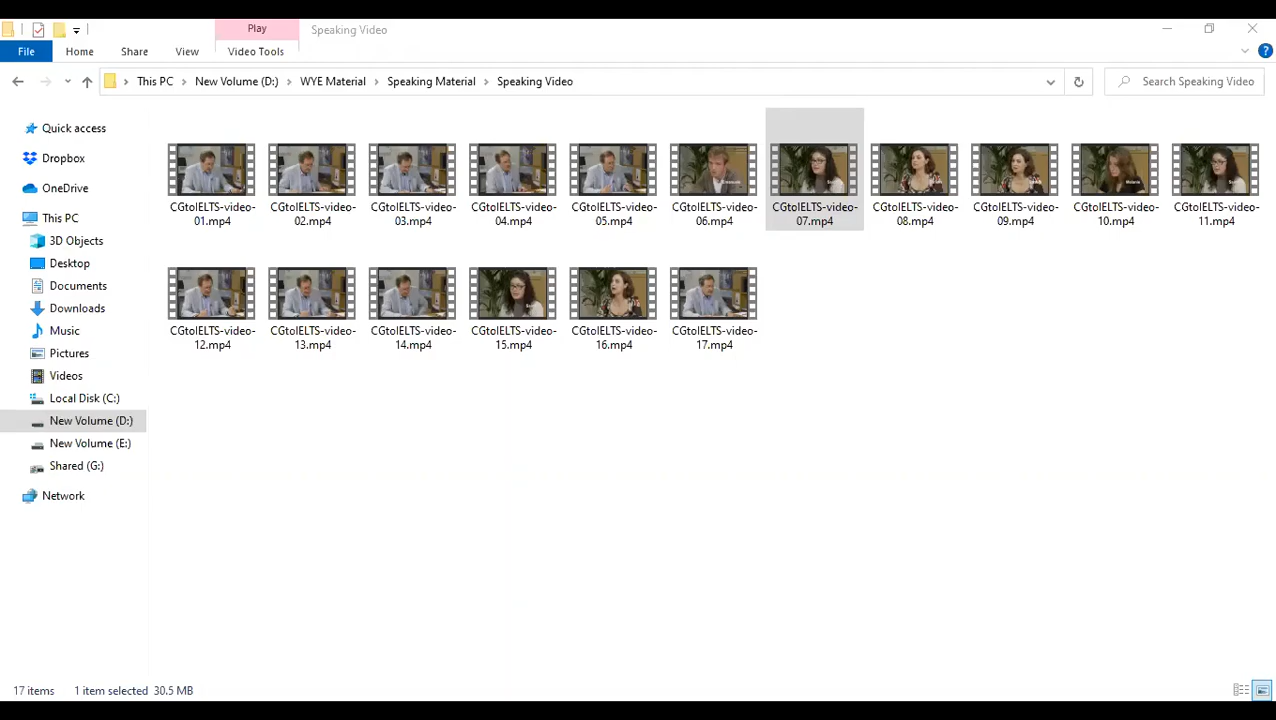 Play
Speaking Video
File
Home
Share
View
Video Tools
This PC
New Volume (D:)
WYE Material
Speaking Material
Speaking Video
Search Speaking Video
Quick access
Dropbox
OneDrive
This PC
3D Objects
Desktop
Documents
Downloads
Music
Pictures
Videos
Local Disk (C:)
New Volume (D:)
New Volume (E:)
Shared (G:)
Network
CGtoIELTS-video-
01.mp4
CGtoIELTS-video-
02.mp4
CGtoIELTS-video-
03.mp4
CGtoIELTS-video-
04.mp4
CGtoIELTS-video-
05.mp4
CGtoIELTS-video-
06.mp4
CGtoIELTS-video-
07.mp4
CGtoIELTS-video-
08.mp4
CGtoIELTS-video-
09.mp4
Melanie
CGtoIELTS-video-
10.mp4
CGtoIELTS-video-
11.mp4
CGtoIELTS-video-
12.mp4
CGtoIELTS-video-
13.mp4
CGtoIELTS-video-
14.mp4
CGtoIELTS-video-
15.mp4
CGtoIELTS-video-
16.mp4
CGtoIELTS-video-
17.mp4
17 items
1 item selected 30.5 MB